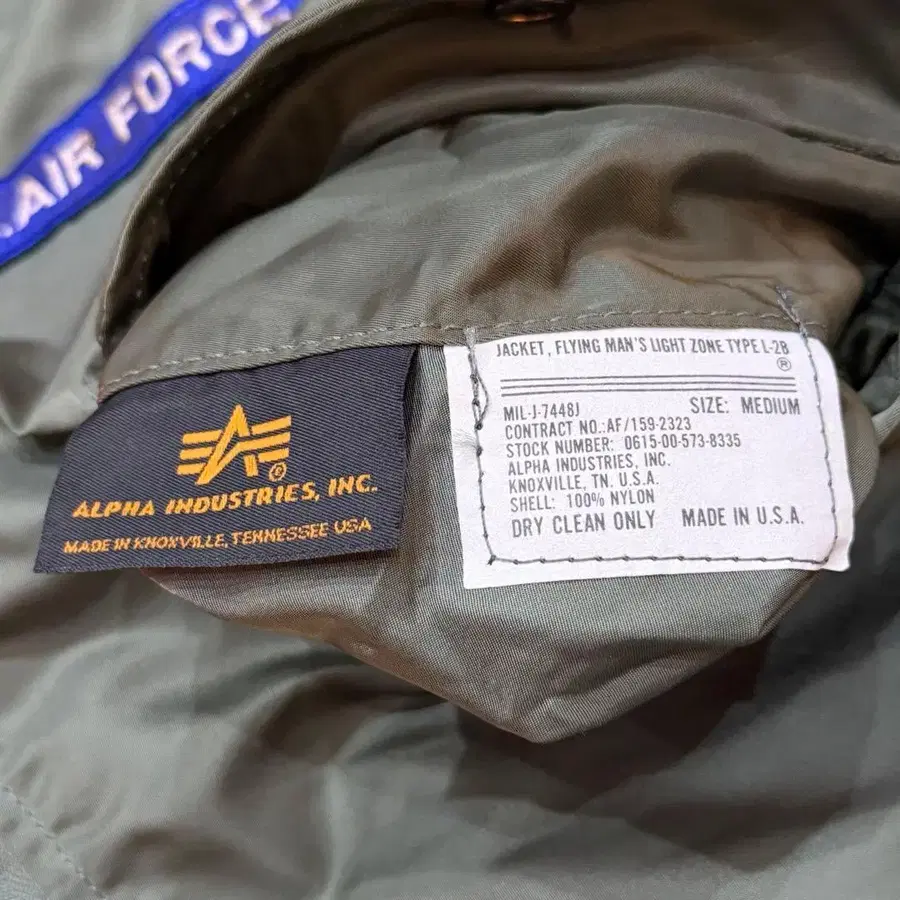 .AIR FORCE
ALPHA INDUSTRIES, INC.
MADE IN KNOXVILLE, TENNESSEE USA
JACKET, FLYING MAN'S LIGHT ZONE TYPE L-2B
®
MIL-J-7448J SIZE: MEDIUM
CONTRACT NO.:AF/159-2323
STOCK NUMBER: 0615-00-573-8335
ALPHA INDUSTRIES, INC.
KNOXVILLE, TN. U.S.A.
SHELL: 100% NYLON
DRY CLEAN ONLY MADE IN U.S.A.